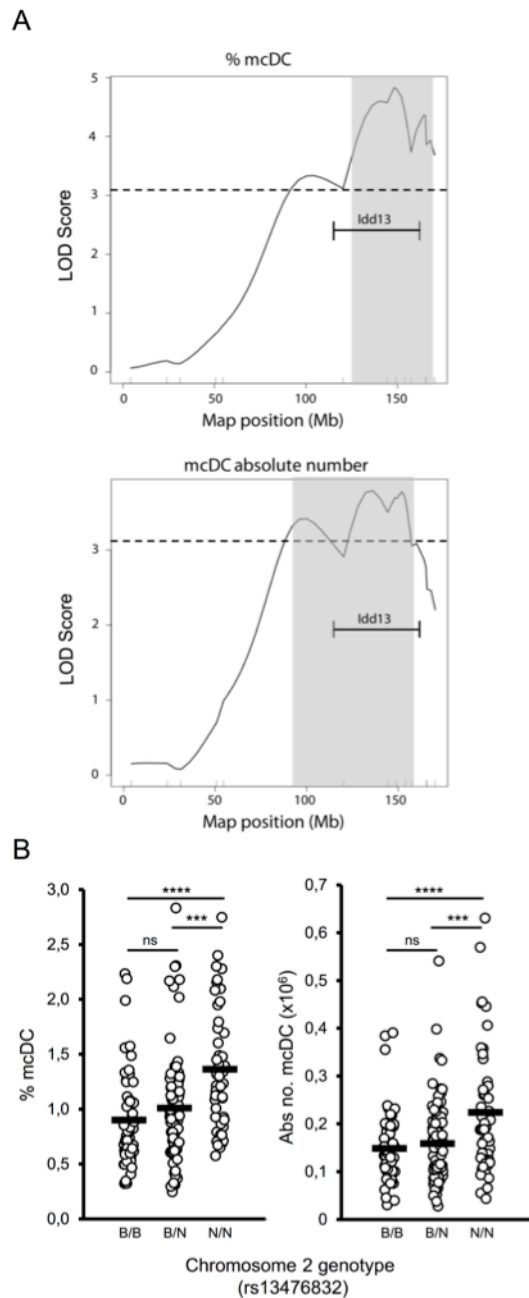 A
% mcDC
5
4
3
2
1
0
LOD Score
Idd13
0 50 100 150
Map position (Mb)
mcDC absolute number
3
2
1
0
LOD Score
Idd13
0 50 100 150
Map position (Mb)
B
3,0
2,5
2,0
1,5
1,0
0,5
0,0
% mcDC
****
ns
***
B/B B/N N/N
0,7
0,6
0,5
0,4
0,3
0,2
0,1
0
Abs no. mcDC (x10⁶)
****
ns
***
B/B B/N N/N
Chromosome 2 genotype
(rs13476832)